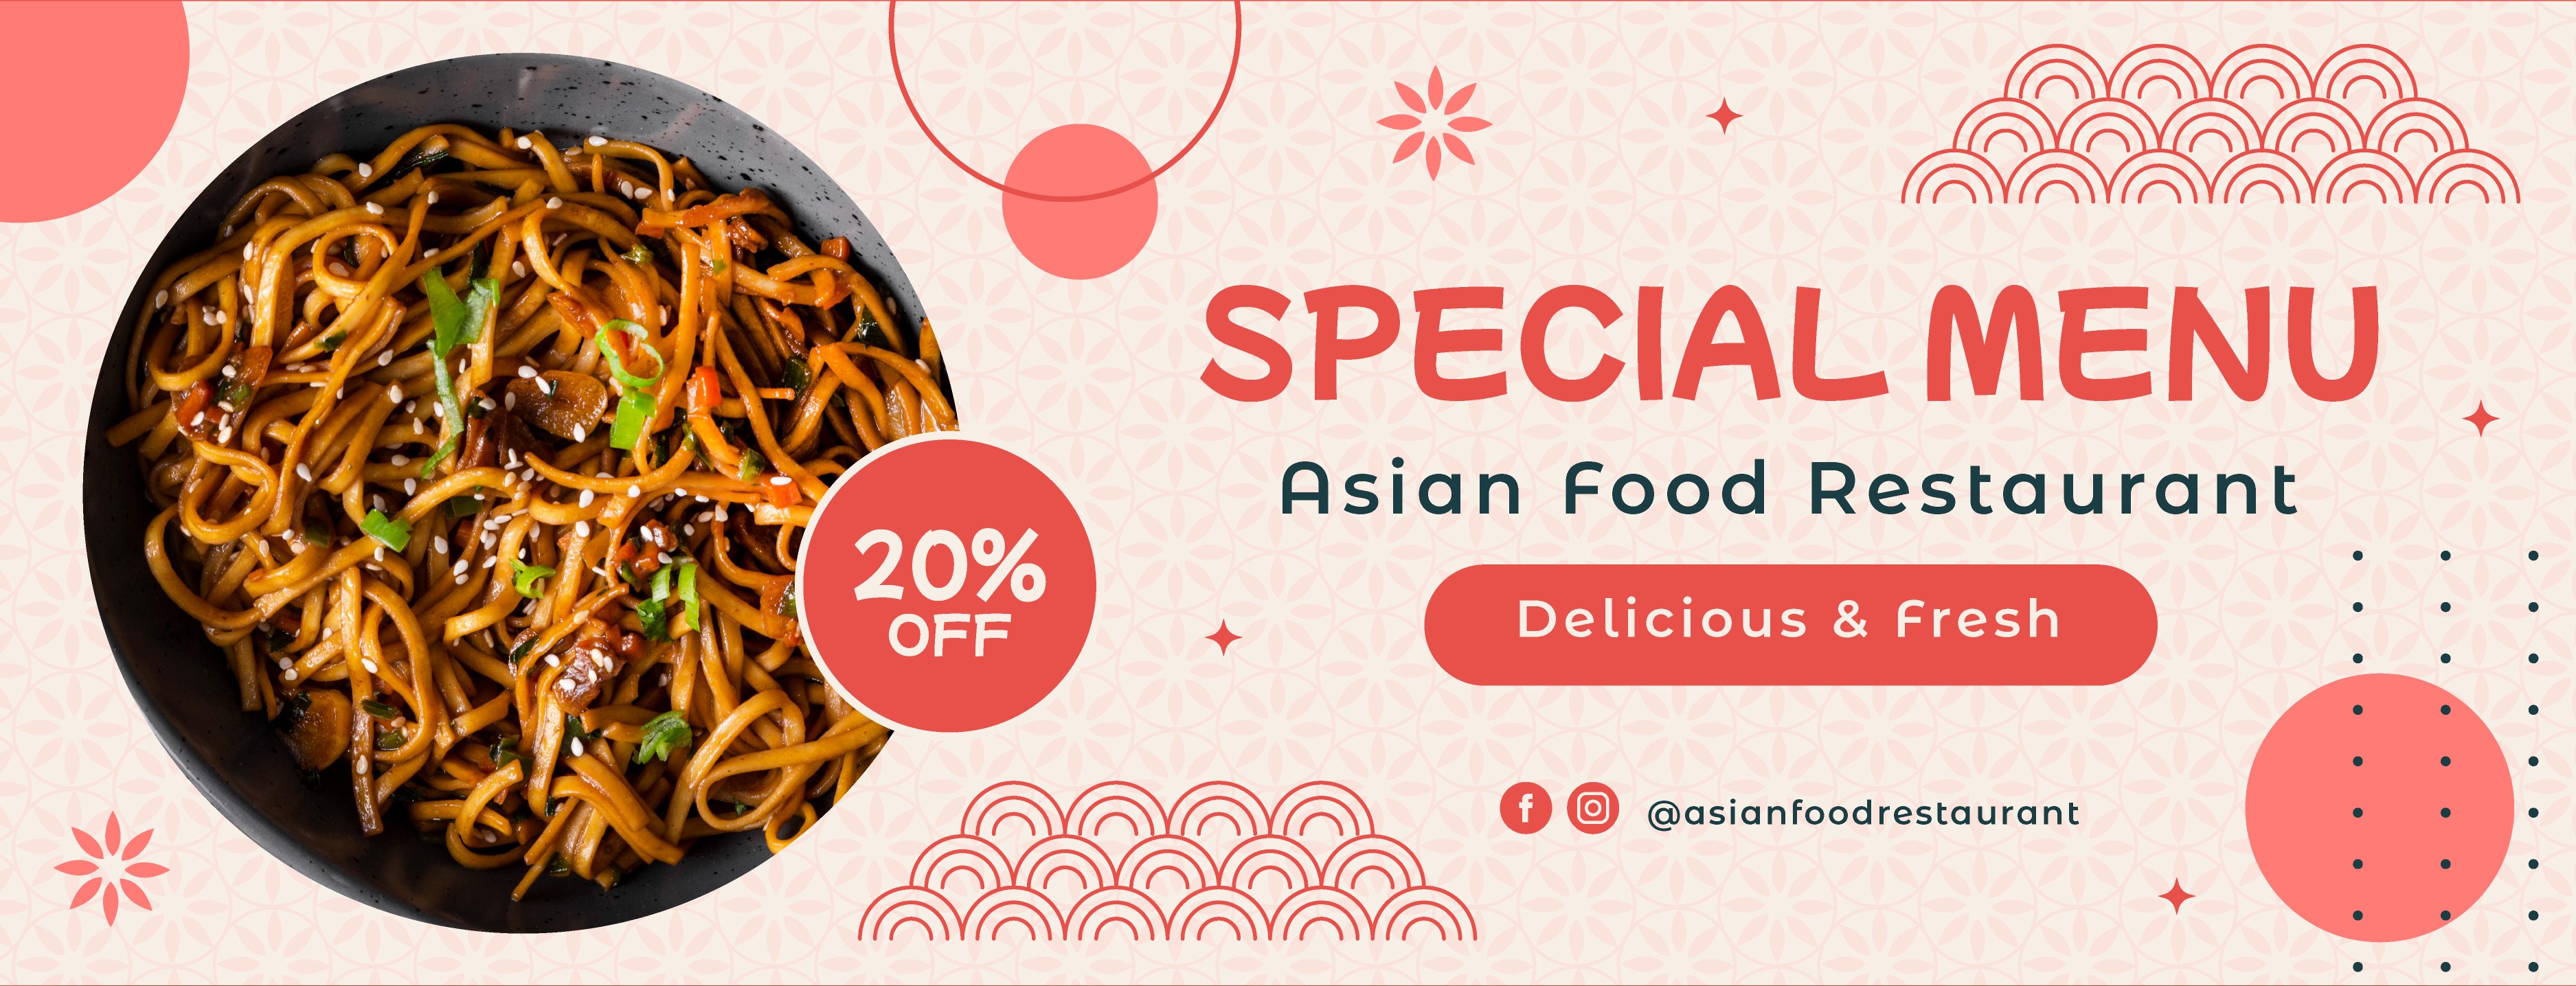 SPECIAL MENU
Asian Food Restaurant
Delicious & Fresh
20%
OFF
@asianfoodrestaurant